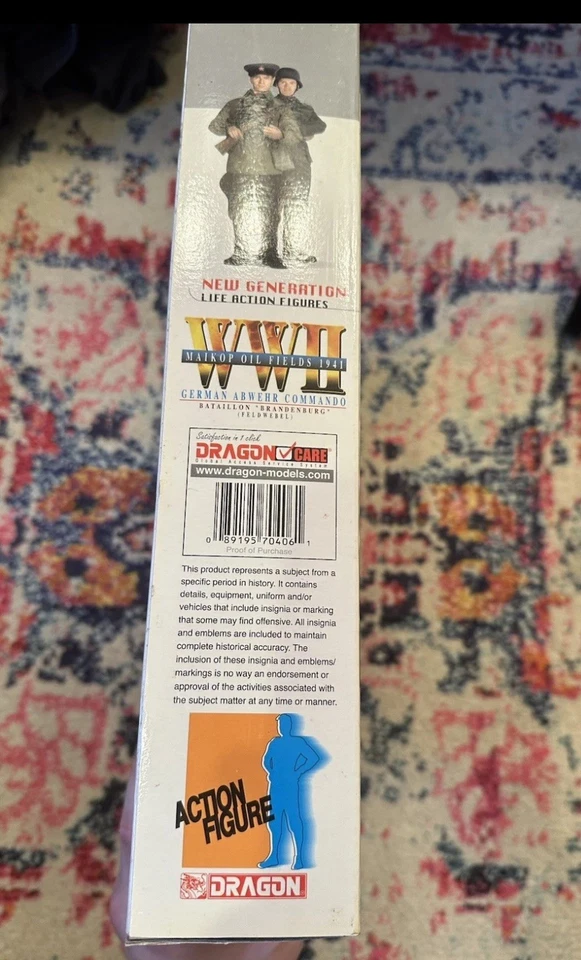 NEW GENERATION
LIFE ACTION FIGURES
WWII
MAIKOP OIL FIELDS 1941
GERMAN ABWEHR COMMANDO
BATAILLON "BRANDENBURG"
(FELDWEBEL)
Satisfaction in 1 click
DRAGON CARE
Global Access Service System
www.dragon-models.com
0 89195 70406 1
Proof of Purchase
This product represents a subject from a
specific period in history. It contains
details, equipment, uniform and/or
vehicles that include insignia or marking
that some may find offensive. All insignia
and emblems are included to maintain
complete historical accuracy. The
inclusion of these insignia and emblems/
markings is no way an endorsement or
approval of the activities associated with
the subject matter at any time or manner.
ACTION
FIGURE
DRAGON